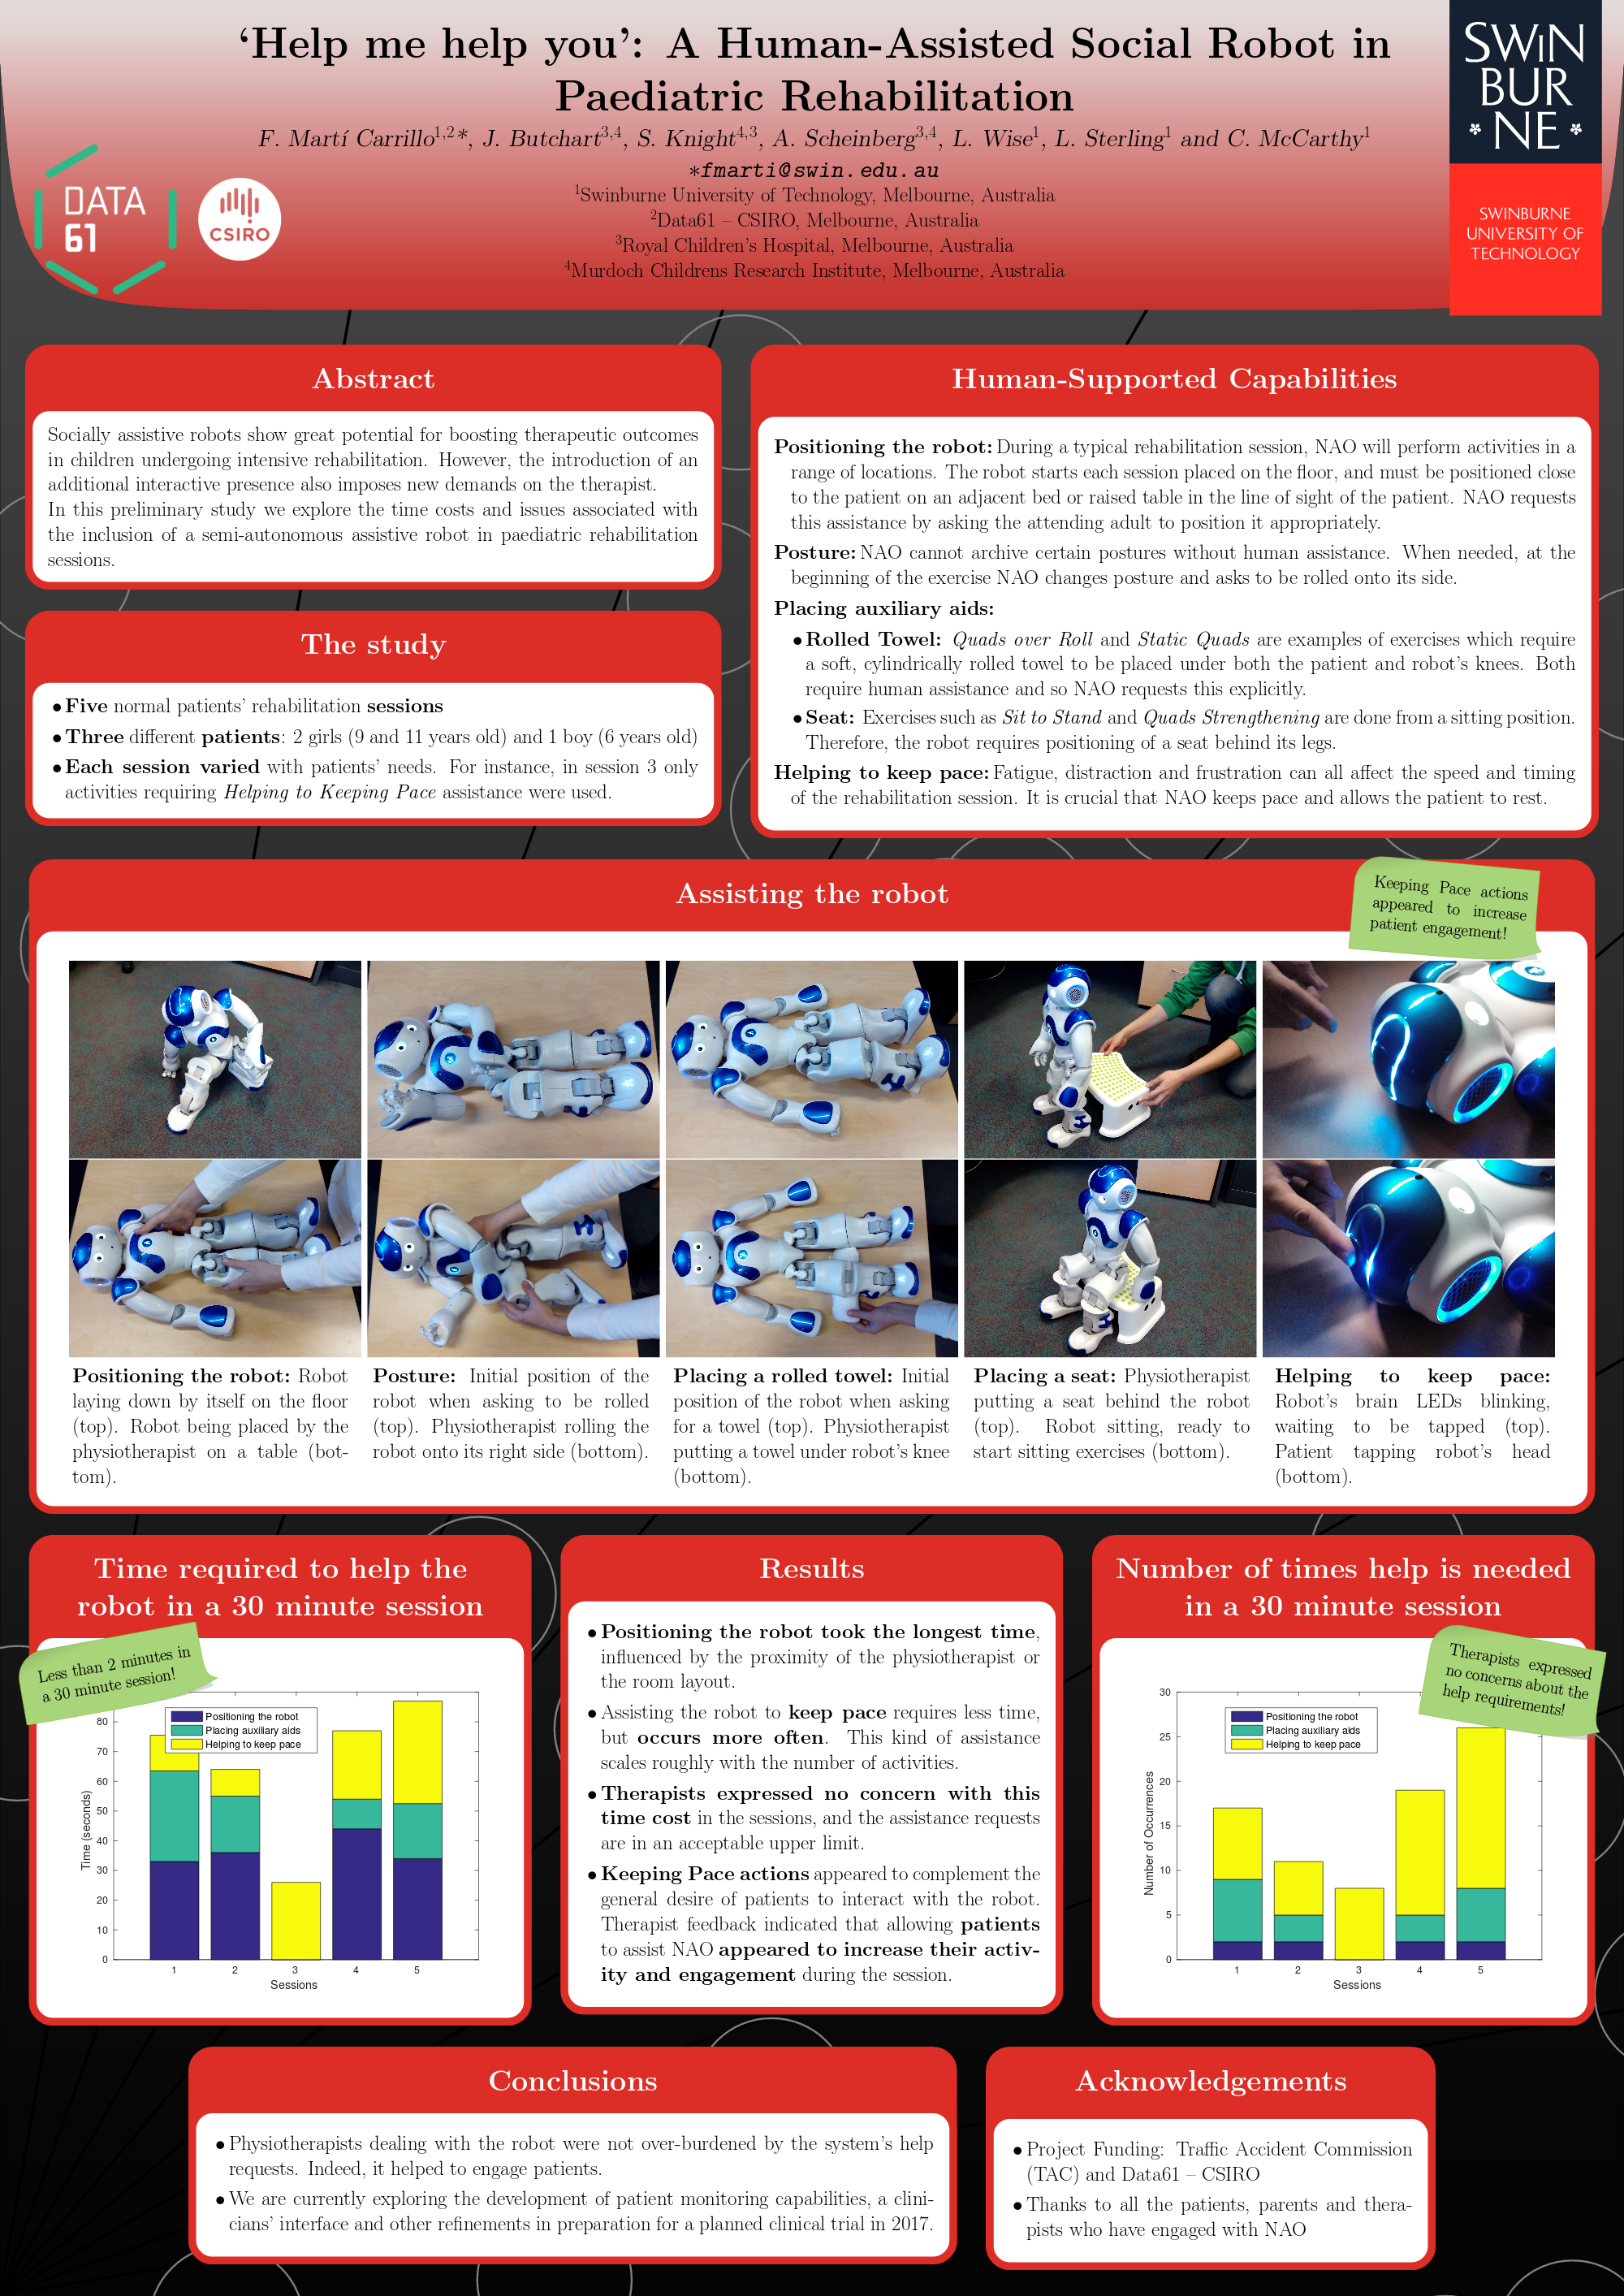 ‘Help me help you’: A Human-Assisted Social Robot in
Paediatric Rehabilitation
F. Martí Carrillo1,2*, J. Butchart3,4, S. Knight4,3, A. Scheinberg3,4, L. Wise1, L. Sterling1 and C. McCarthy1
*fmarti@swin.edu.au
1Swinburne University of Technology, Melbourne, Australia
2Data61 – CSIRO, Melbourne, Australia
3Royal Children's Hospital, Melbourne, Australia
4Murdoch Childrens Research Institute, Melbourne, Australia
DATA
61
CSIRO
SWIN
BUR
NE
SWINBURNE
UNIVERSITY OF
TECHNOLOGY
Abstract
Socially assistive robots show great potential for boosting therapeutic outcomes
in children undergoing intensive rehabilitation. However, the introduction of an
additional interactive presence also imposes new demands on the therapist.
In this preliminary study we explore the time costs and issues associated with
the inclusion of a semi-autonomous assistive robot in paediatric rehabilitation
sessions.
The study
• Five normal patients' rehabilitation sessions
• Three different patients: 2 girls (9 and 11 years old) and 1 boy (6 years old)
• Each session varied with patients' needs. For instance, in session 3 only
activities requiring Helping to Keeping Pace assistance were used.
Human-Supported Capabilities
Positioning the robot: During a typical rehabilitation session, NAO will perform activities in a
range of locations. The robot starts each session placed on the floor, and must be positioned close
to the patient on an adjacent bed or raised table in the line of sight of the patient. NAO requests
this assistance by asking the attending adult to position it appropriately.
Posture: NAO cannot archive certain postures without human assistance. When needed, at the
beginning of the exercise NAO changes posture and asks to be rolled onto its side.
Placing auxiliary aids:
• Rolled Towel: Quads over Roll and Static Quads are examples of exercises which require
a soft, cylindrically rolled towel to be placed under both the patient and robot's knees. Both
require human assistance and so NAO requests this explicitly.
• Seat: Exercises such as Sit to Stand and Quads Strengthening are done from a sitting position.
Therefore, the robot requires positioning of a seat behind its legs.
Helping to keep pace: Fatigue, distraction and frustration can all affect the speed and timing
of the rehabilitation session. It is crucial that NAO keeps pace and allows the patient to rest.
Assisting the robot
Keeping Pace actions
appeared to increase
patient engagement!
Positioning the robot: Robot
laying down by itself on the floor
(top). Robot being placed by the
physiotherapist on a table (bot-
tom).
Posture: Initial position of the
robot when asking to be rolled
(top). Physiotherapist rolling the
robot onto its right side (bottom).
Placing a rolled towel: Initial
position of the robot when asking
for a towel (top). Physiotherapist
putting a towel under robot's knee
(bottom).
Placing a seat: Physiotherapist
putting a seat behind the robot
(top). Robot sitting, ready to
start sitting exercises (bottom).
Helping to keep pace:
Robot's brain LEDs blinking,
waiting to be tapped (top).
Patient tapping robot's head
(bottom).
Time required to help the
robot in a 30 minute session
Less than 2 minutes in
a 30 minute session!
Positioning the robot
Placing auxiliary aids
Helping to keep pace
80
70
60
50
40
30
20
10
0
Time (seconds)
1 2 3 4 5
Sessions
Results
• Positioning the robot took the longest time,
influenced by the proximity of the physiotherapist or
the room layout.
• Assisting the robot to keep pace requires less time,
but occurs more often. This kind of assistance
scales roughly with the number of activities.
• Therapists expressed no concern with this
time cost in the sessions, and the assistance requests
are in an acceptable upper limit.
• Keeping Pace actions appeared to complement the
general desire of patients to interact with the robot.
Therapist feedback indicated that allowing patients
to assist NAO appeared to increase their activ-
ity and engagement during the session.
Number of times help is needed
in a 30 minute session
Therapists expressed
no concerns about the
help requirements!
Positioning the robot
Placing auxiliary aids
Helping to keep pace
30
25
20
15
10
5
0
Number of Occurrences
1 2 3 4 5
Sessions
Conclusions
• Physiotherapists dealing with the robot were not over-burdened by the system's help
requests. Indeed, it helped to engage patients.
• We are currently exploring the development of patient monitoring capabilities, a clini-
cians' interface and other refinements in preparation for a planned clinical trial in 2017.
Acknowledgements
• Project Funding: Traffic Accident Commission
(TAC) and Data61 – CSIRO
• Thanks to all the patients, parents and thera-
pists who have engaged with NAO